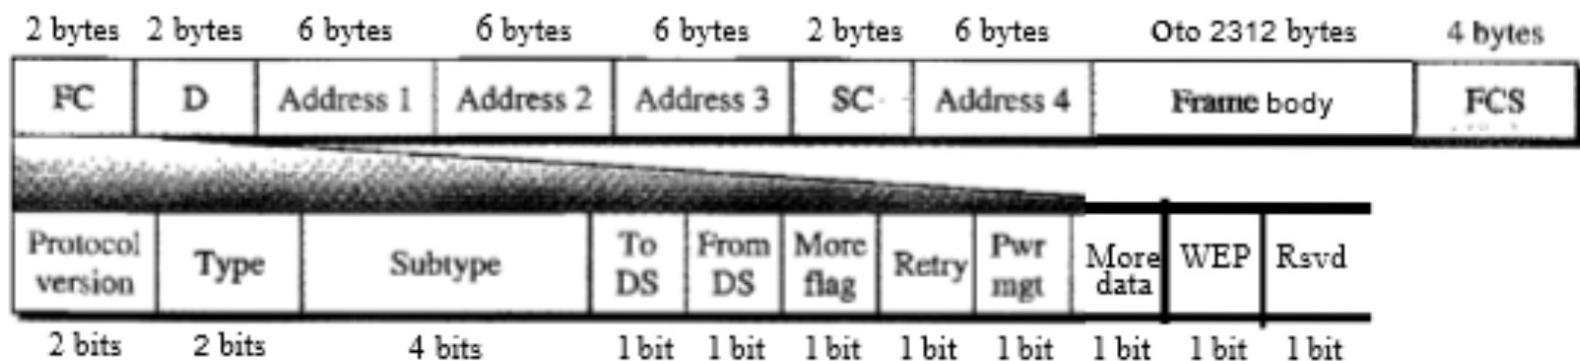 2 bytes 2 bytes 6 bytes 6 bytes 6 bytes 2 bytes 6 bytes Oto 2312 bytes 4 bytes
FC D Address 1 Address 2 Address 3 SC Address 4 Frame body FCS
Protocol version Type Subtype To DS From DS More flag Retry Pwr mgt More data WEP Rsvd
2 bits 2 bits 4 bits 1 bit 1 bit 1 bit 1 bit 1 bit 1 bit 1 bit 1 bit